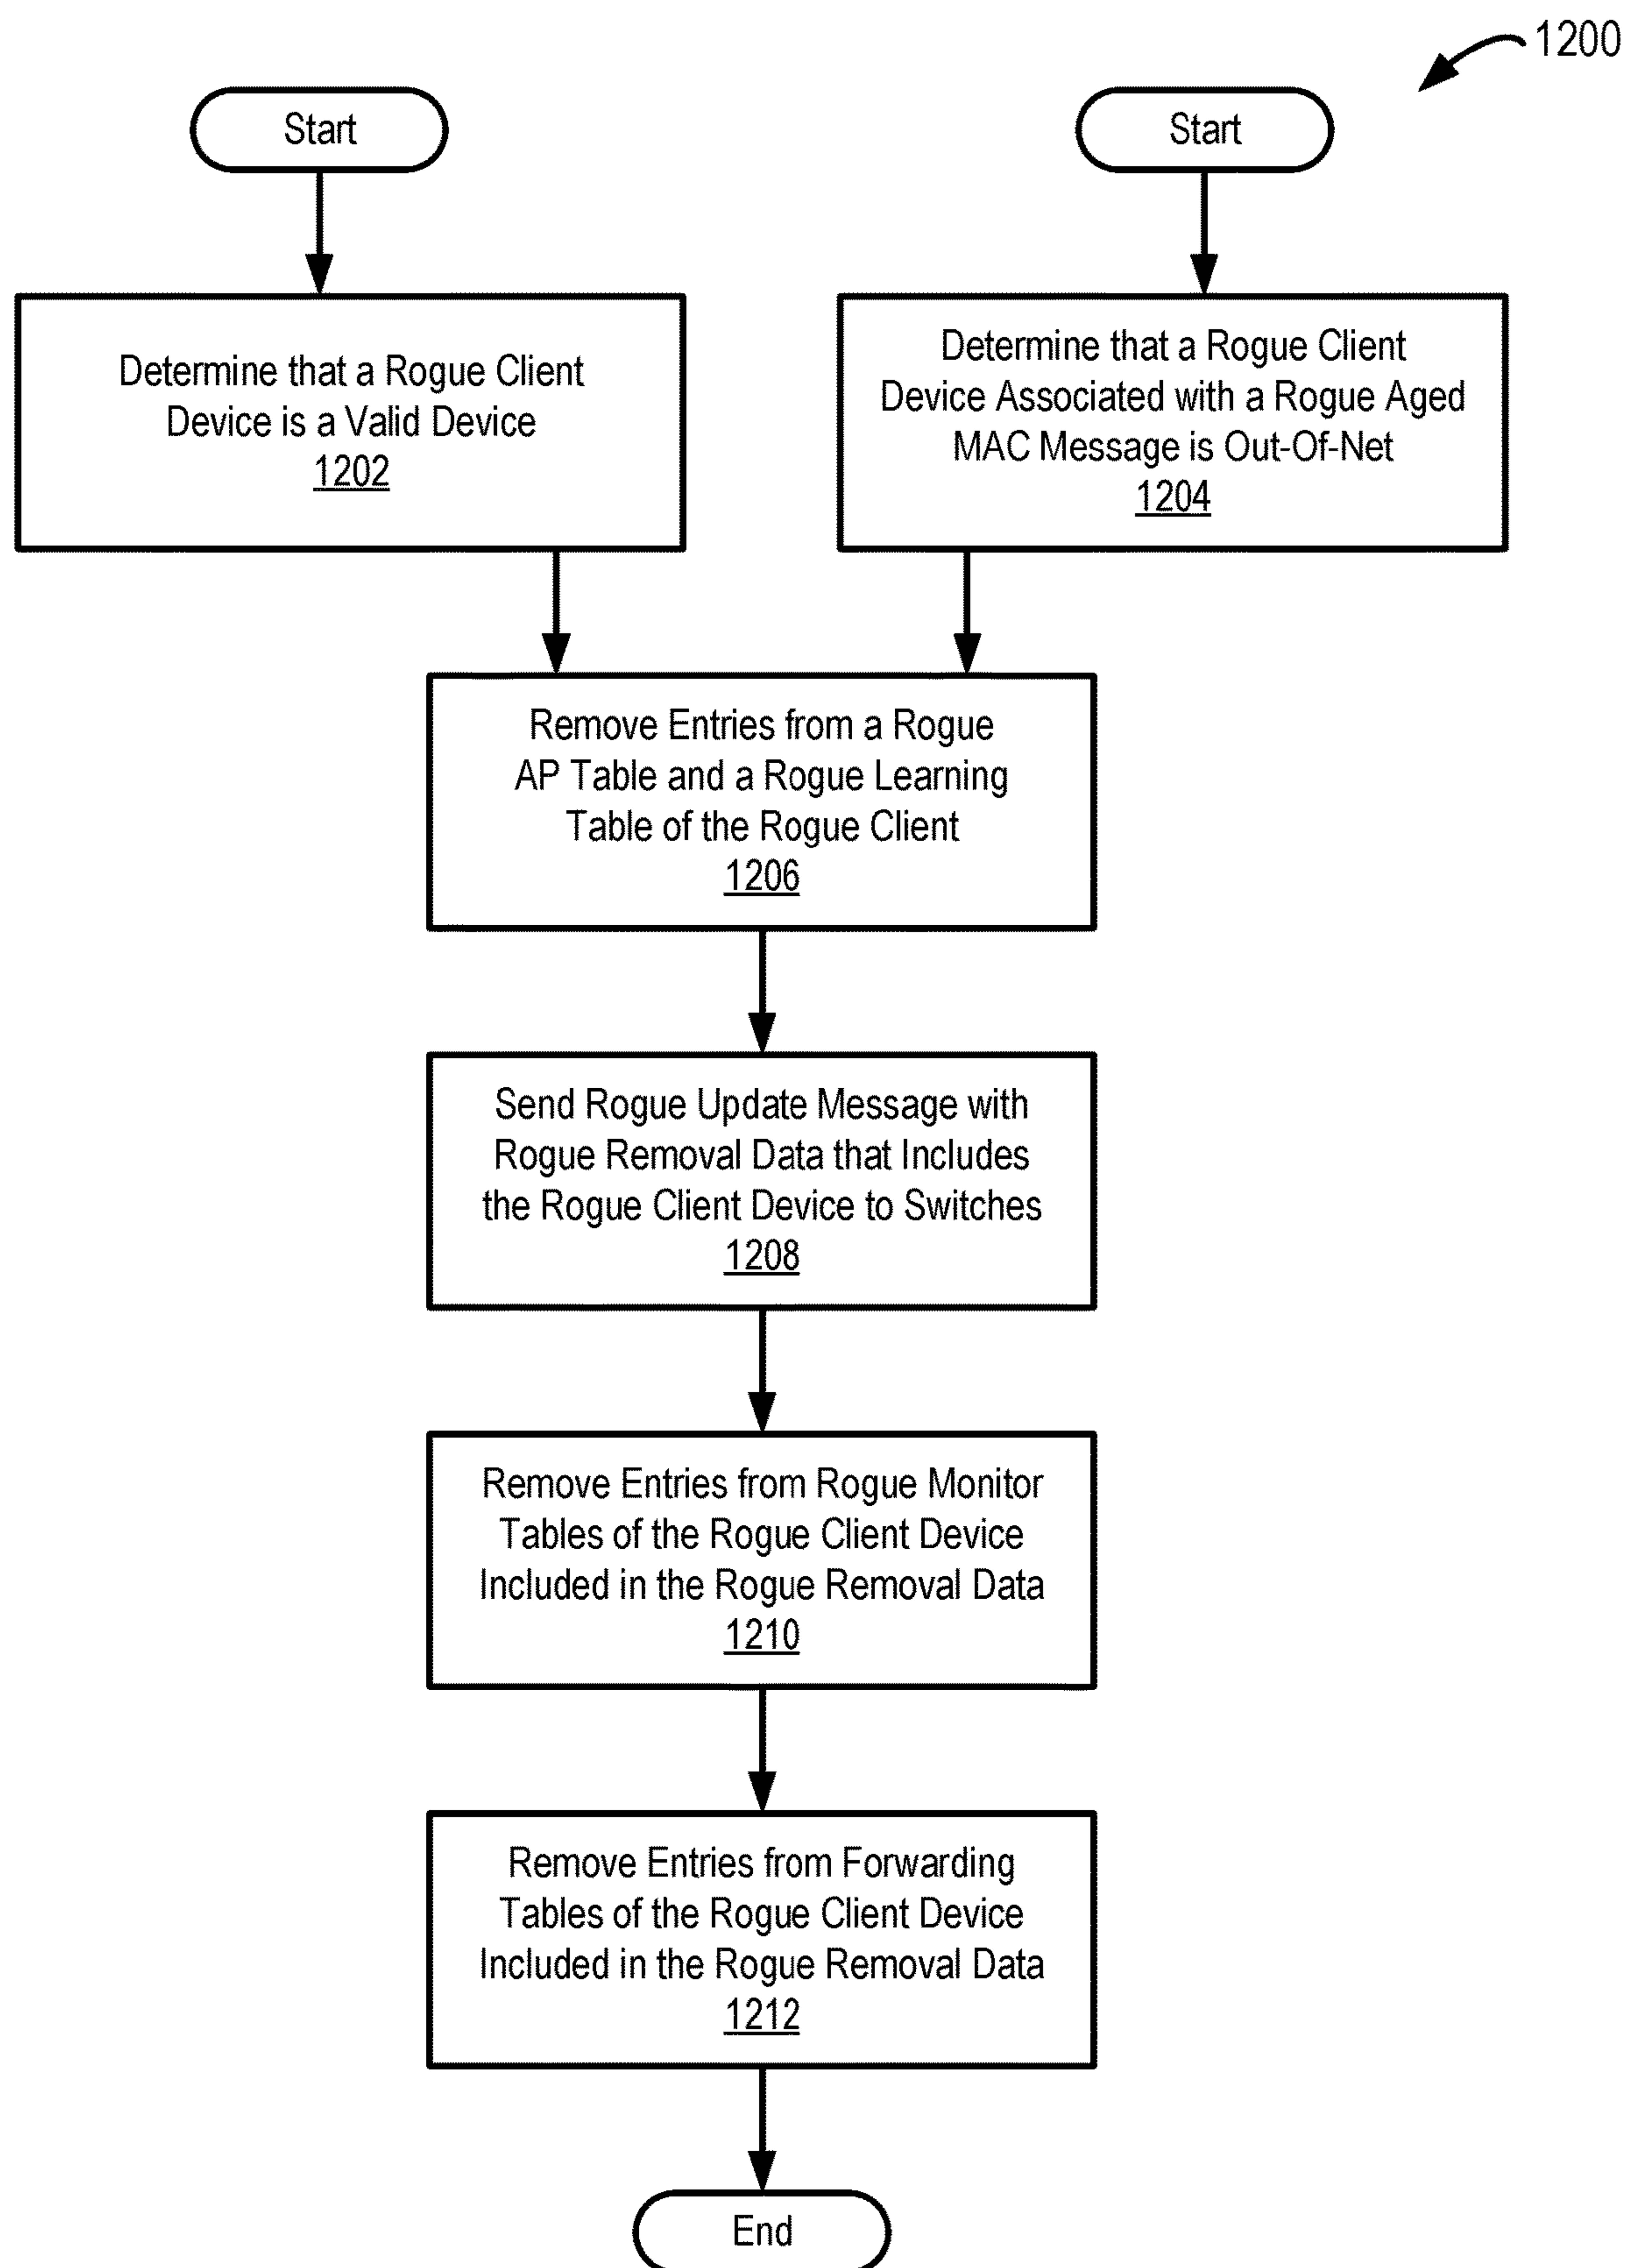 1200
Start
Start
Determine that a Rogue Client
Device is a Valid Device
1202
Determine that a Rogue Client
Device Associated with a Rogue Aged
MAC Message is Out-Of-Net
1204
Remove Entries from a Rogue
AP Table and a Rogue Learning
Table of the Rogue Client
1206
Send Rogue Update Message with
Rogue Removal Data that Includes
the Rogue Client Device to Switches
1208
Remove Entries from Rogue Monitor
Tables of the Rogue Client Device
Included in the Rogue Removal Data
1210
Remove Entries from Forwarding
Tables of the Rogue Client Device
Included in the Rogue Removal Data
1212
End